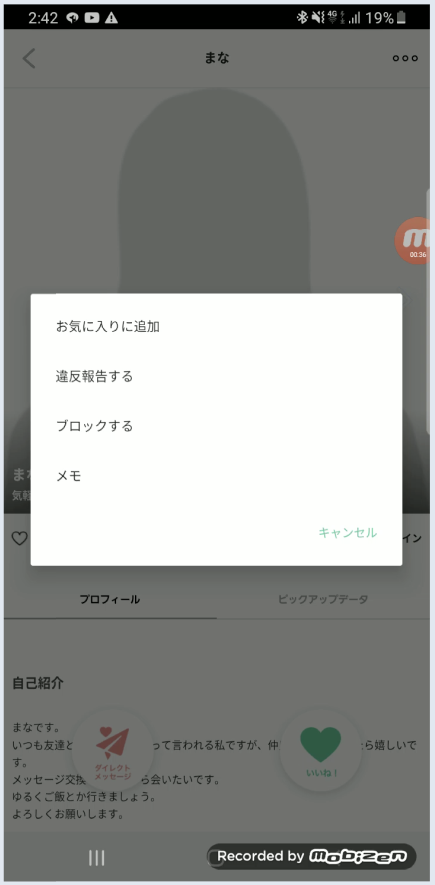 2:42
4G
19%
まな
00:36
お気に入りに追加
違反報告する
ブロックする
メモ
キャンセル
ま
気軽
イン
プロフィール
ピックアップデータ
自己紹介
まなです。
いつも友達と って言われる私ですが、仲 ら嬉しいで
す。
ダイレクト
メッセージ
いいね！
メッセージ交換 ら会いたいです。
ゆるくご飯とか行きましょう。
よろしくお願いします。
Recorded by mobizen